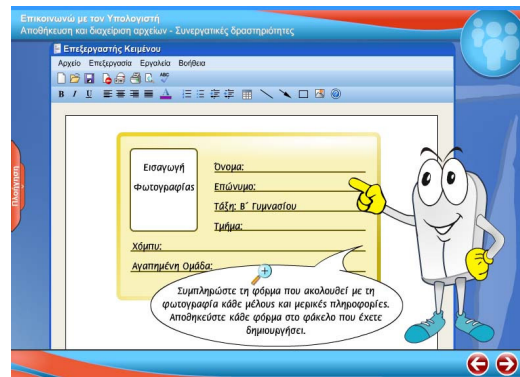 Επικοινωνώ με τον Υπολογιστή
Αποθήκευση και διαχείριση αρχείων - Συνεργατικές δραστηριότητες
Επεξεργαστής Κειμένου
Αρχείο Επεξεργασία Εργαλεία Βοήθεια
ABC
B I U
Εισαγωγή
Φωτογραφίας
Όνομα:
Επώνυμο:
Τάξη: Β΄ Γυμνασίου
Τμήμα:
Χόμπυ:
Αγαπημένη Ομάδα:
Συμπληρώστε τη φόρμα που ακολουθεί με τη
φωτογραφία κάθε μέλους και μερικές πληροφορίες.
Αποθηκεύστε κάθε φόρμα στο φάκελο που έχετε
δημιουργήσει.
Πλοήγηση